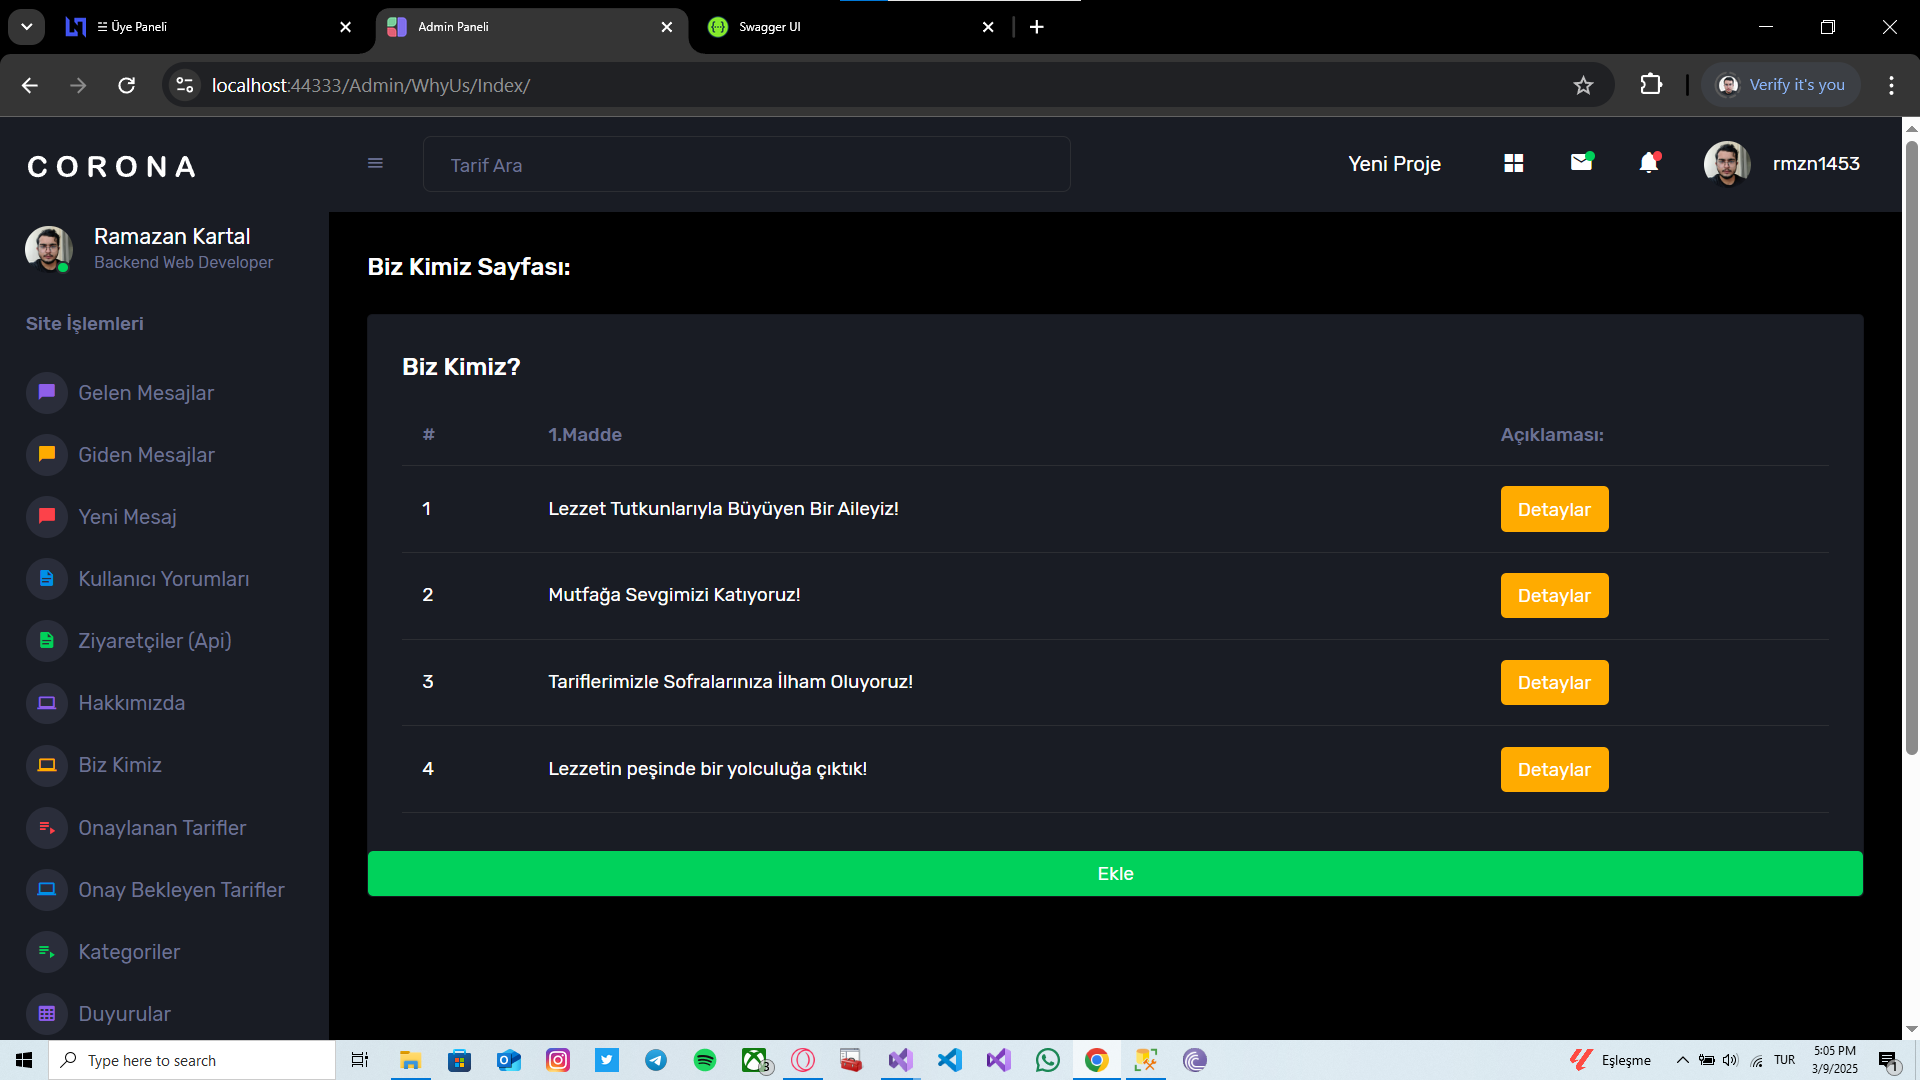 Üye Paneli
Admin Paneli
Swagger UI
localhost:44333/Admin/WhyUs/Index/
Verify it's you
CORONA
Tarif Ara
Yeni Proje
rmzn1453
Ramazan Kartal
Backend Web Developer
Site İşlemleri
Gelen Mesajlar
Giden Mesajlar
Yeni Mesaj
Kullanıcı Yorumları
Ziyaretçiler (Api)
Hakkımızda
Biz Kimiz
Onaylanan Tarifler
Onay Bekleyen Tarifler
Kategoriler
Duyurular
Biz Kimiz Sayfası:
Biz Kimiz?
# 1.Madde Açıklaması:
1 Lezzet Tutkunlarıyla Büyüyen Bir Aileyiz! Detaylar
2 Mutfağa Sevgimizi Katıyoruz! Detaylar
3 Tariflerimizle Sofralarınıza İlham Oluyoruz! Detaylar
4 Lezzetin peşinde bir yolculuğa çıktık! Detaylar
Ekle
Type here to search
3
Eşleşme
TUR
5:05 PM
3/9/2025
1